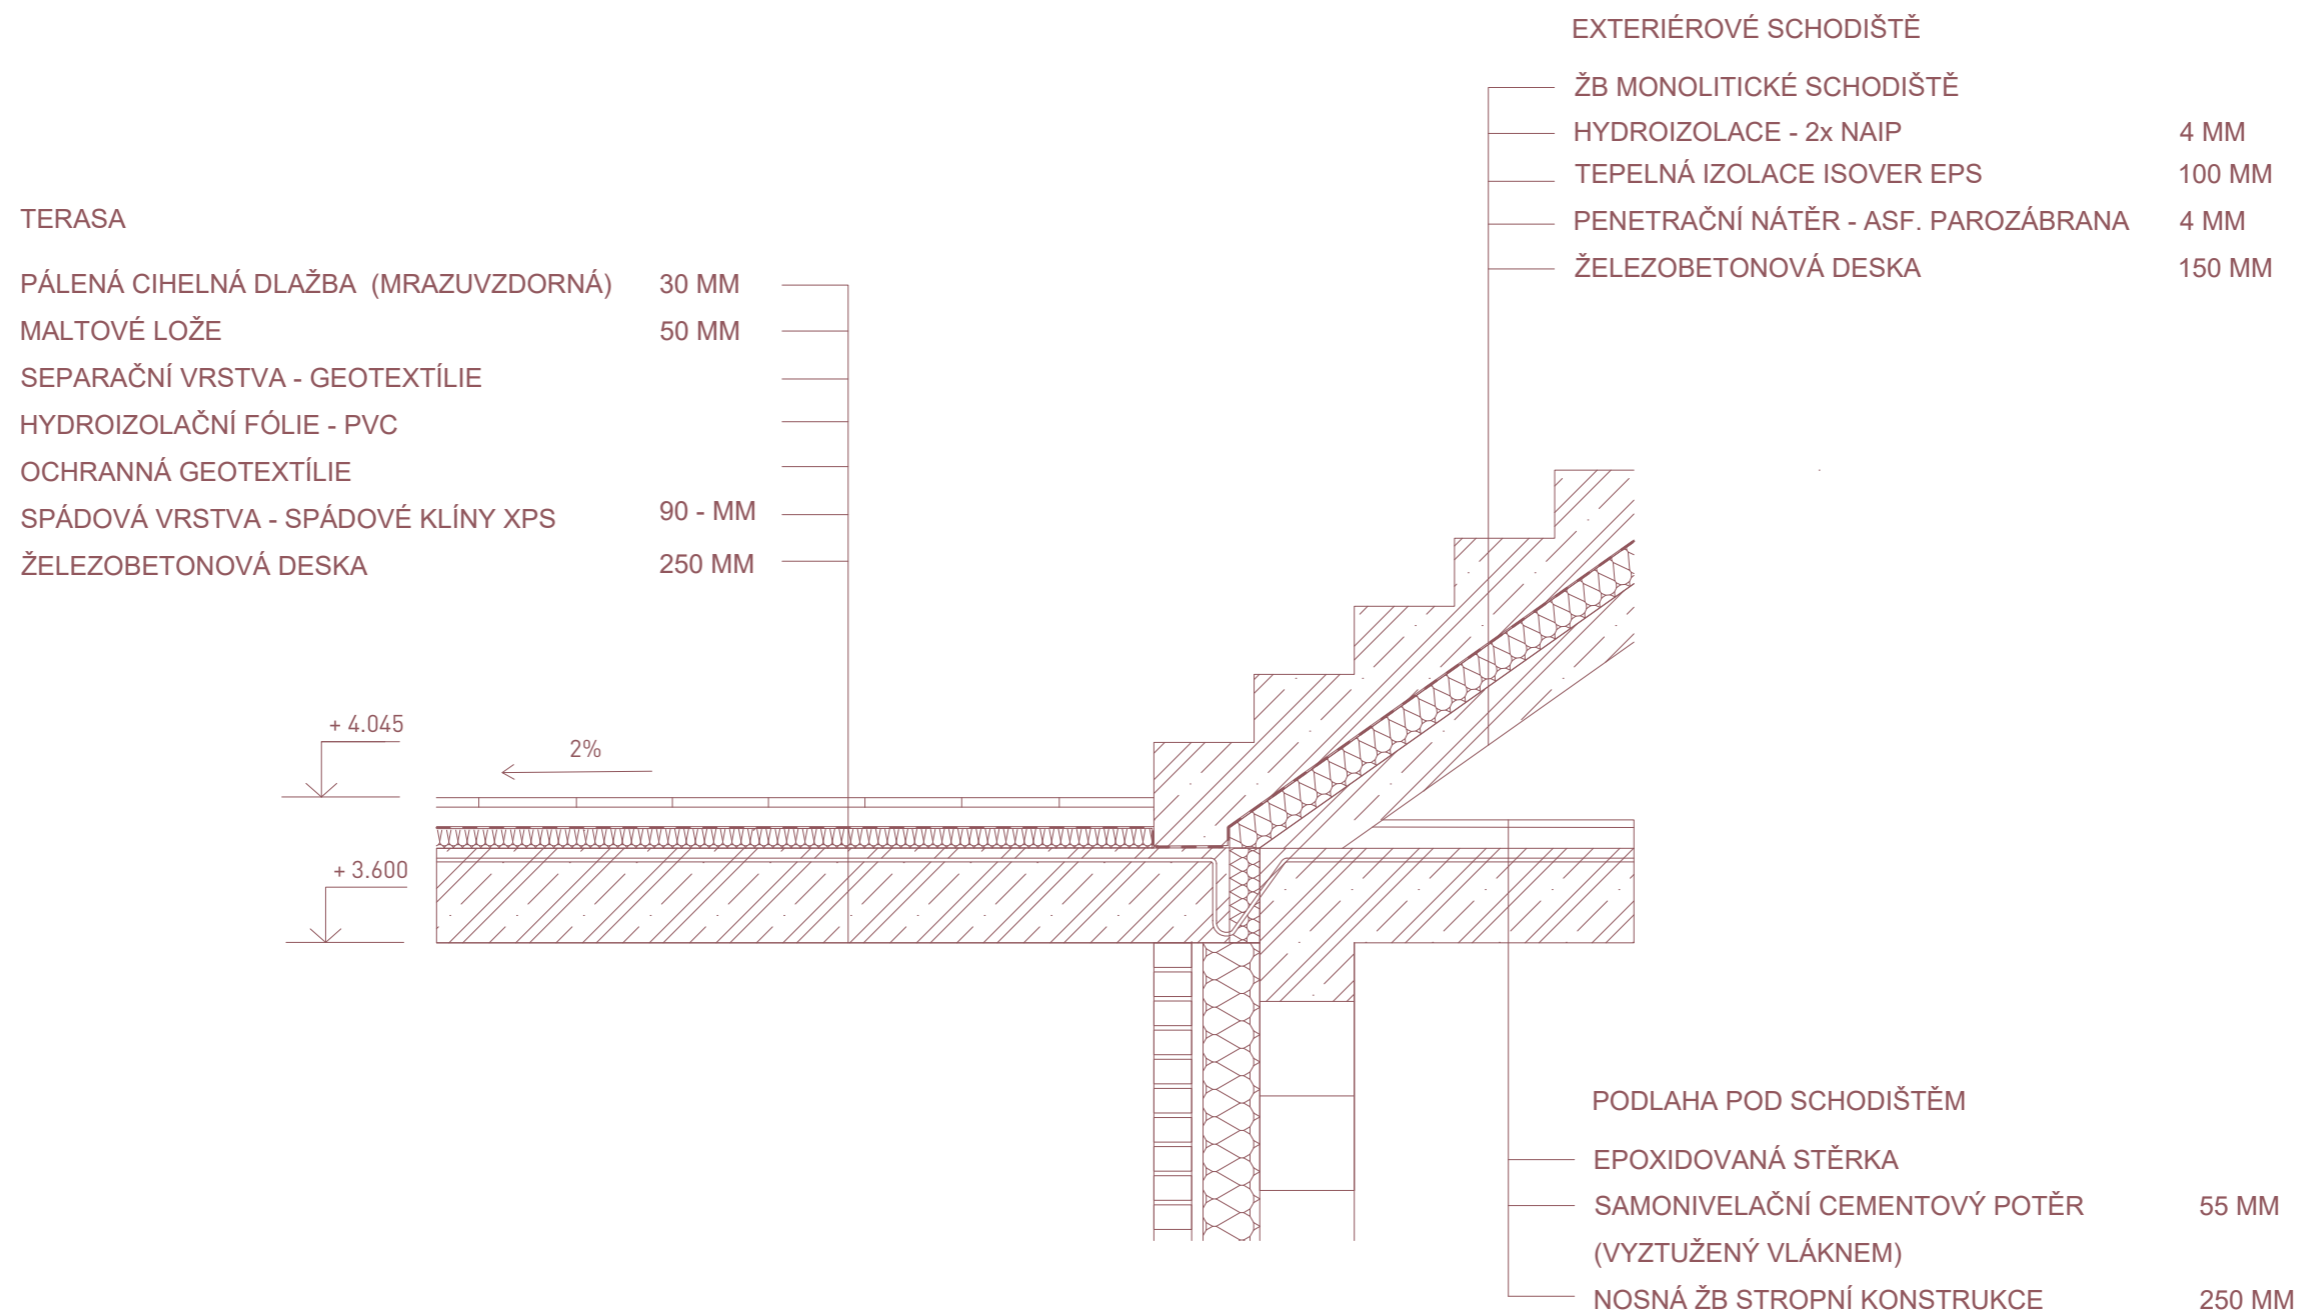 EXTERIÉROVÉ SCHODIŠTĚ
ŽB MONOLITICKÉ SCHODIŠTĚ
HYDROIZOLACE - 2x NAIP 4 MM
TEPELNÁ IZOLACE ISOVER EPS 100 MM
PENETRAČNÍ NÁTĚR - ASF. PAROZÁBRANA 4 MM
ŽELEZOBETONOVÁ DESKA 150 MM
TERASA
PÁLENÁ CIHELNÁ DLAŽBA (MRAZUVZDORNÁ) 30 MM
MALTOVÉ LOŽE 50 MM
SEPARAČNÍ VRSTVA - GEOTEXTÍLIE
HYDROIZOLAČNÍ FÓLIE - PVC
OCHRANNÁ GEOTEXTÍLIE
SPÁDOVÁ VRSTVA - SPÁDOVÉ KLÍNY XPS 90 - MM
ŽELEZOBETONOVÁ DESKA 250 MM
+ 4.045
2%
+ 3.600
PODLAHA POD SCHODIŠTĚM
EPOXIDOVANÁ STĚRKA
SAMONIVELAČNÍ CEMENTOVÝ POTĚR 55 MM
(VYZTUŽENÝ VLÁKNEM)
NOSNÁ ŽB STROPNÍ KONSTRUKCE 250 MM